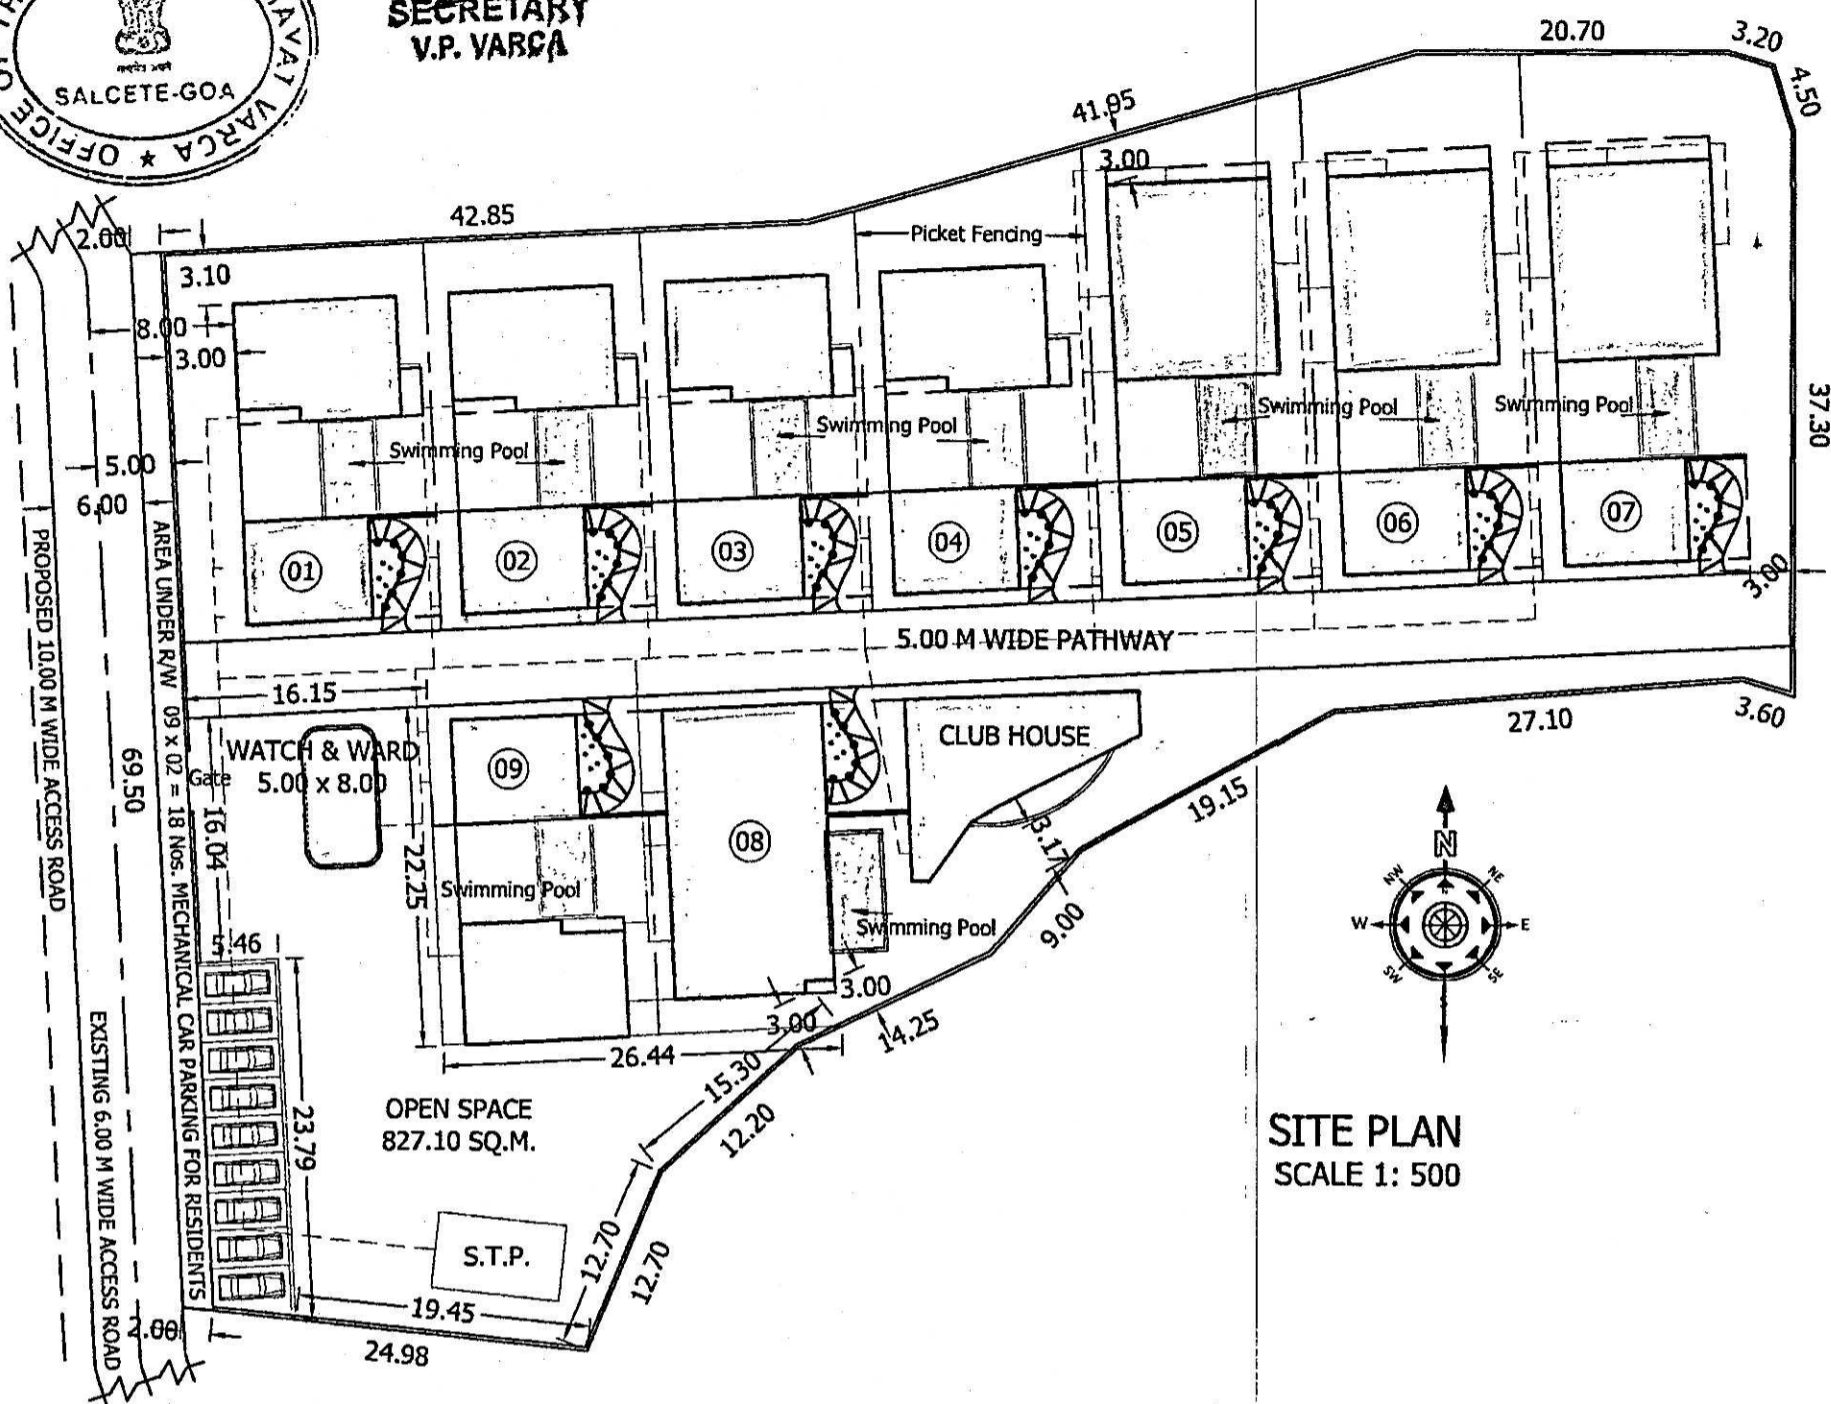 SECRETARY
V.P. VARCA
SALCETE-GOA
OFFICE OF
VARCA
20.70
3.20
4.50
41.95
3.00
42.85
2.00
Picket Fencing
3.10
8.00
3.00
37.30
Swimming Pool
Swimming Pool
Swimming Pool
Swimming Pool
5.00
6.00
01
02
03
04
05
06
07
3.00
5.00 M WIDE PATHWAY
16.15
CLUB HOUSE
27.10
3.60
WATCH & WARD
5.00 x 8.00
Gate
09
08
16.04
22.25
69.50
19.15
3.17
9.00
Swimming Pool
Swimming Pool
5.46
3.00
3.00
14.25
26.44
15.30
12.20
23.79
OPEN SPACE
827.10 SQ.M.
S.T.P.
12.70
12.70
19.45
24.98
2.00
PROPOSED 10.00 M WIDE ACCESS ROAD
EXISTING 6.00 M WIDE ACCESS ROAD
AREA UNDER R/W 09 x 02 = 18 Nos. MECHANICAL CAR PARKING FOR RESIDENTS
N
NW
NE
W
E
SW
SE
SITE PLAN
SCALE 1: 500